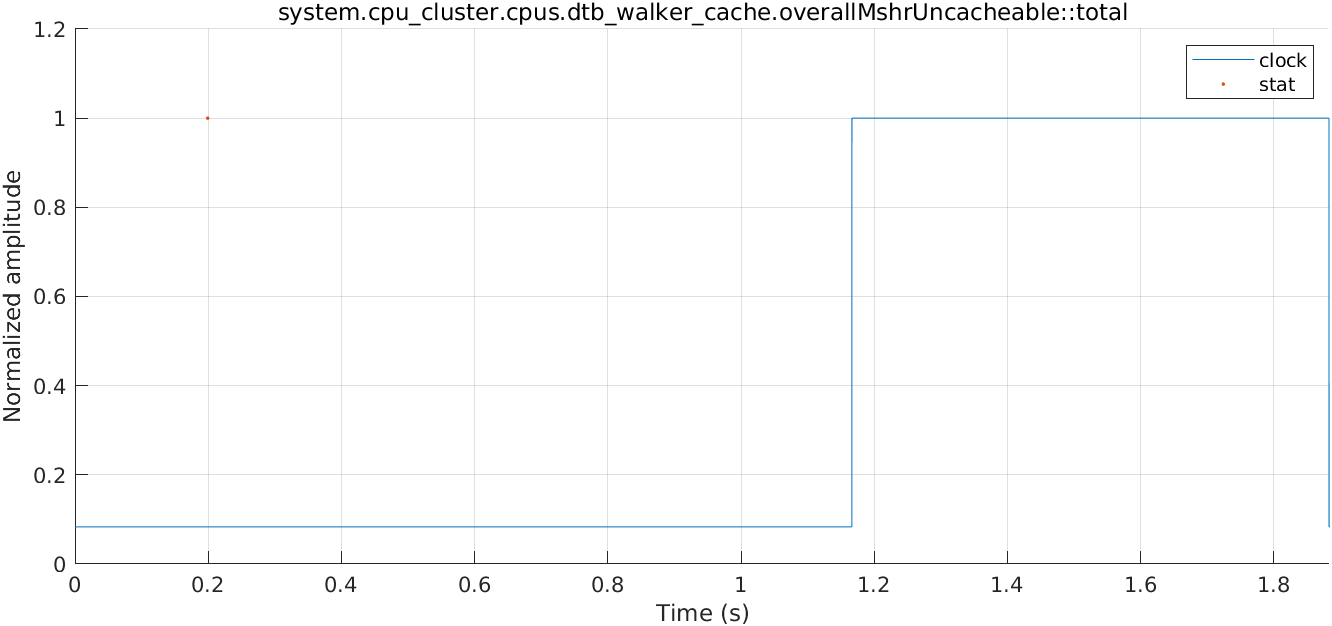 system.cpu_cluster.cpus.dtb_walker_cache.overallMshrUncacheable::total
1.2
1
0.8
0.6
0.4
0.2
0
Normalized amplitude
clock
stat
0 0.2 0.4 0.6 0.8 1 1.2 1.4 1.6 1.8
Time (s)